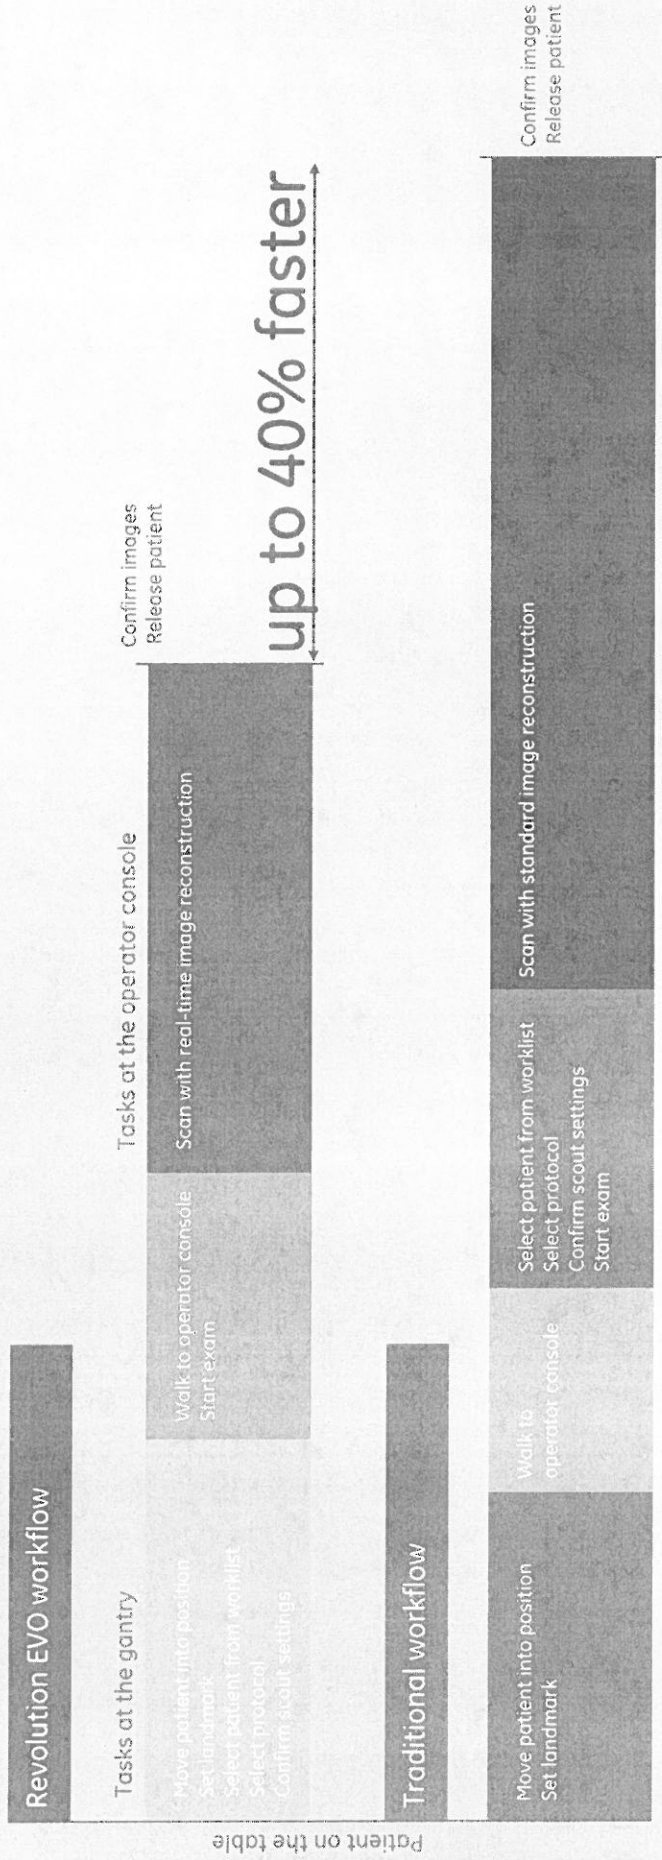 Revolution EVO workflow
Tasks at the gantry
Tasks at the operator console
Move patient into position
Set landmark
Select patient from worklist
Select protocol
Confirm scout settings
Walk to operator console
Start exam
Scan with real-time image reconstruction
Confirm images
Release patient
up to 40% faster
Patient on the table
Traditional workflow
Move patient into position
Set landmark
Walk to
operator console
Select patient from worklist
Select protocol
Confirm scout settings
Start exam
Scan with standard image reconstruction
Confirm images
Release patient